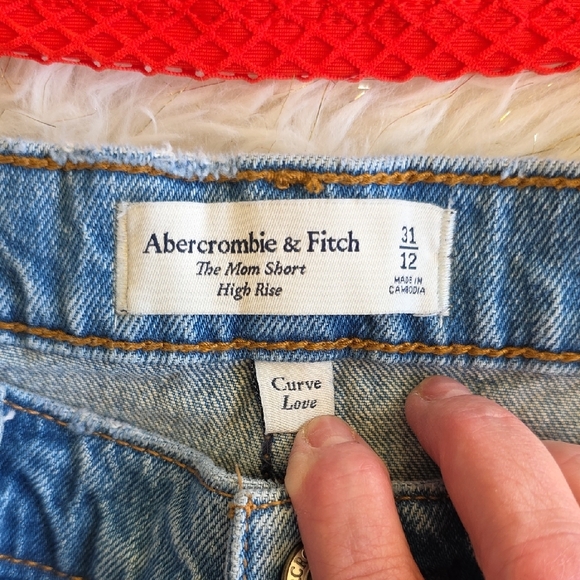 Abercrombie & Fitch
The Mom Short
High Rise
31
12
MADE IN
CAMBODIA
Curve
Love